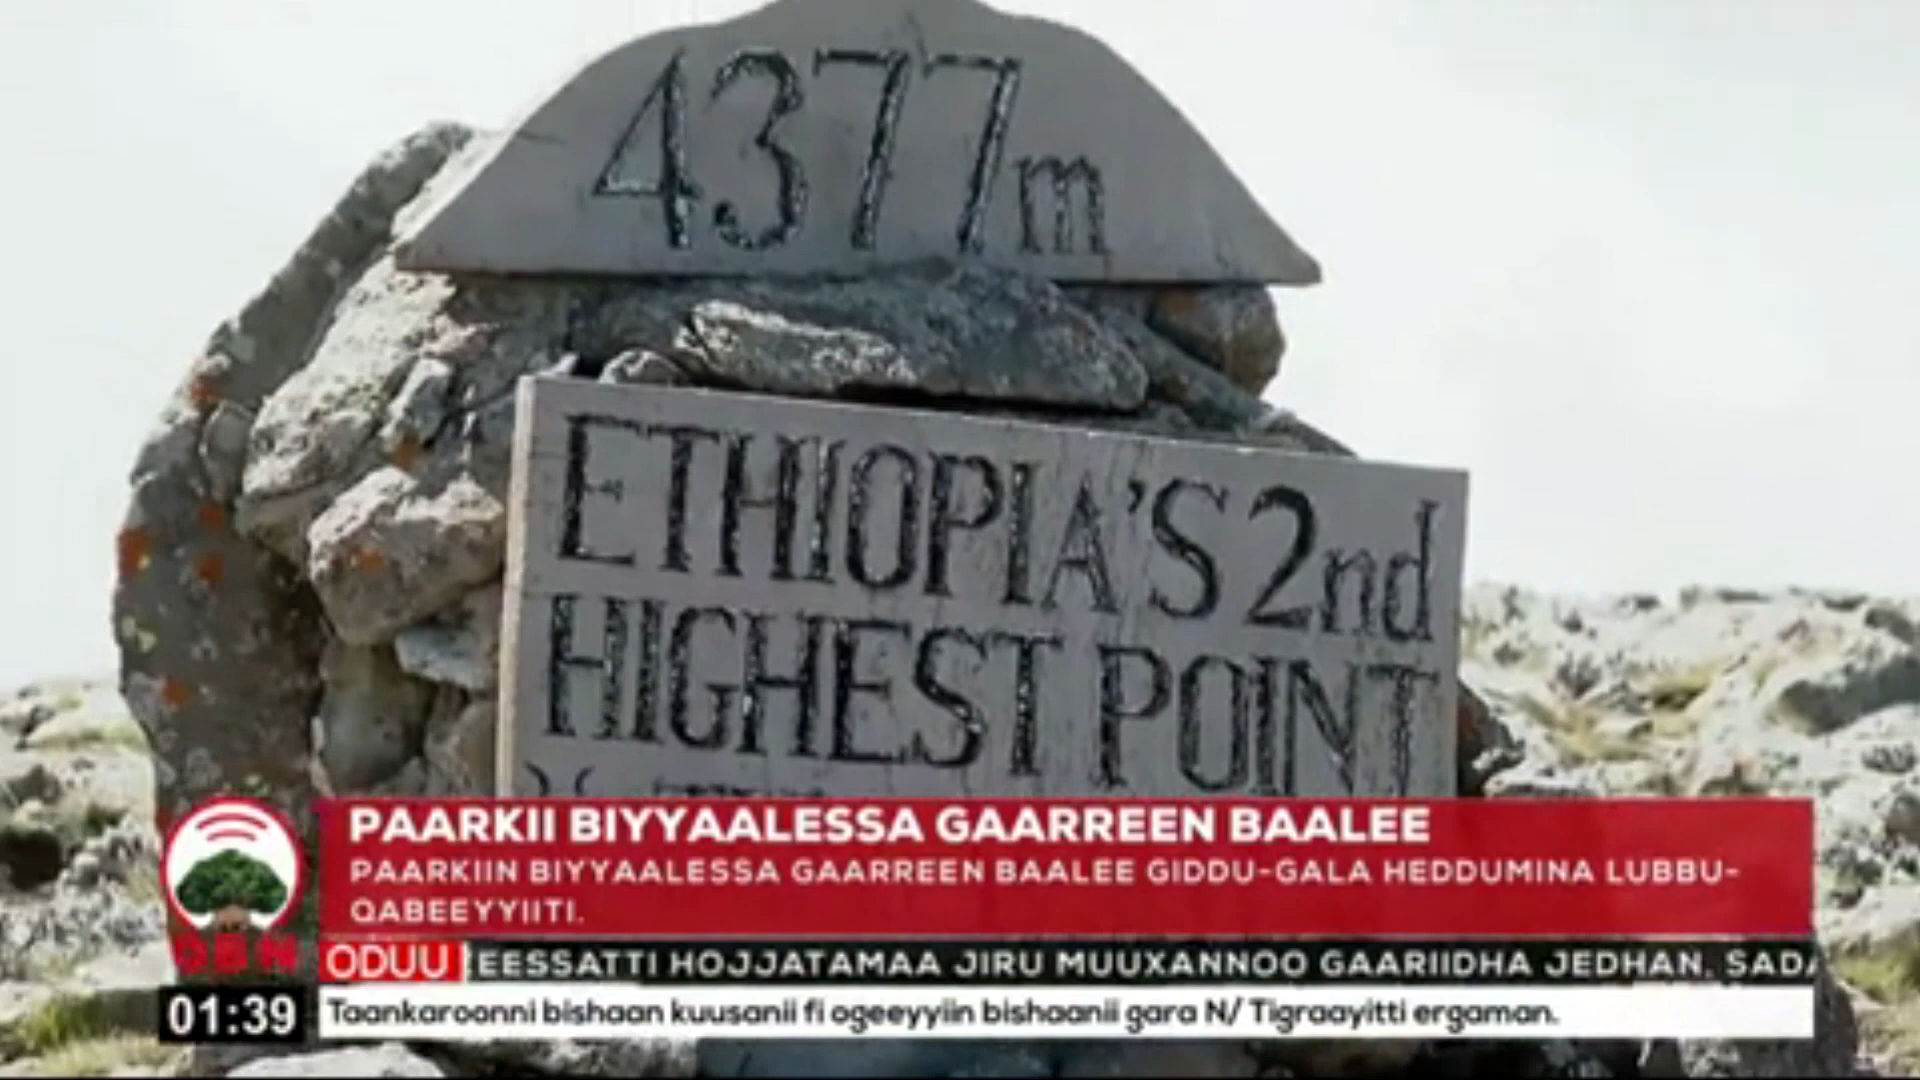 4377m
ETHIOPIA'S 2nd
HIGHEST POINT
PAARKII BIYYAALESSA GAARREEN BAALEE
PAARKIIN BIYYAALESSA GAARREEN BAALEE GIDDU-GALA HEDDUMINA LUBBU-
QABEEYYIITI.
OBN
ODUU EESSATTI HOJJATAMAA JIRU MUUXANNOO GAARIIDHA JEDHAN. SADA
01:39 Taankaroonni bishaan kuusanii fi ogeeyyiin bishaanii gara N/ Tigraayitti ergaman.